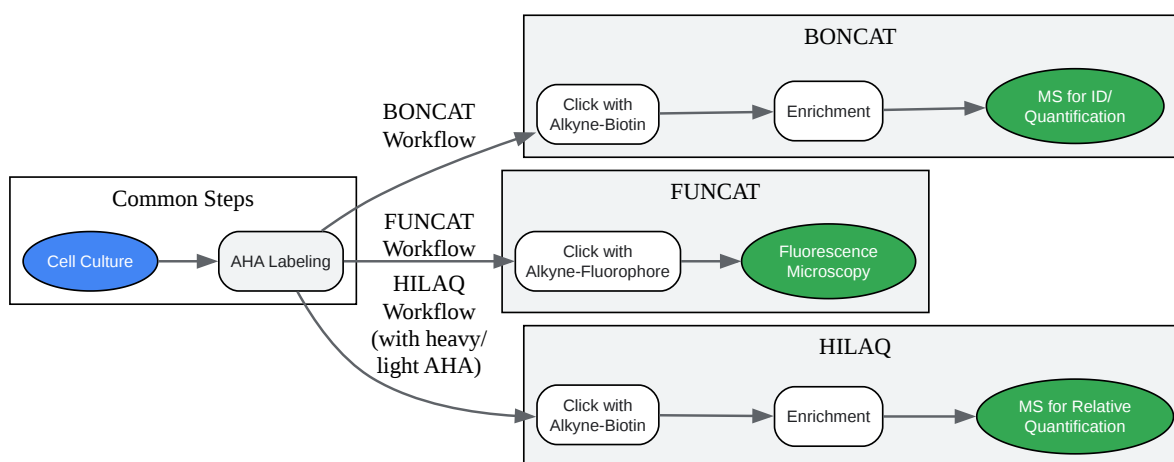 Common Steps
Cell Culture
AHA Labeling
BONCAT
Workflow
FUNCAT
Workflow
HILAQ
Workflow
(with heavy/
light AHA)
BONCAT
Click with
Alkyne-Biotin
Enrichment
MS for ID/
Quantification
FUNCAT
Click with
Alkyne-Fluorophore
Fluorescence
Microscopy
HILAQ
Click with
Alkyne-Biotin
Enrichment
MS for Relative
Quantification